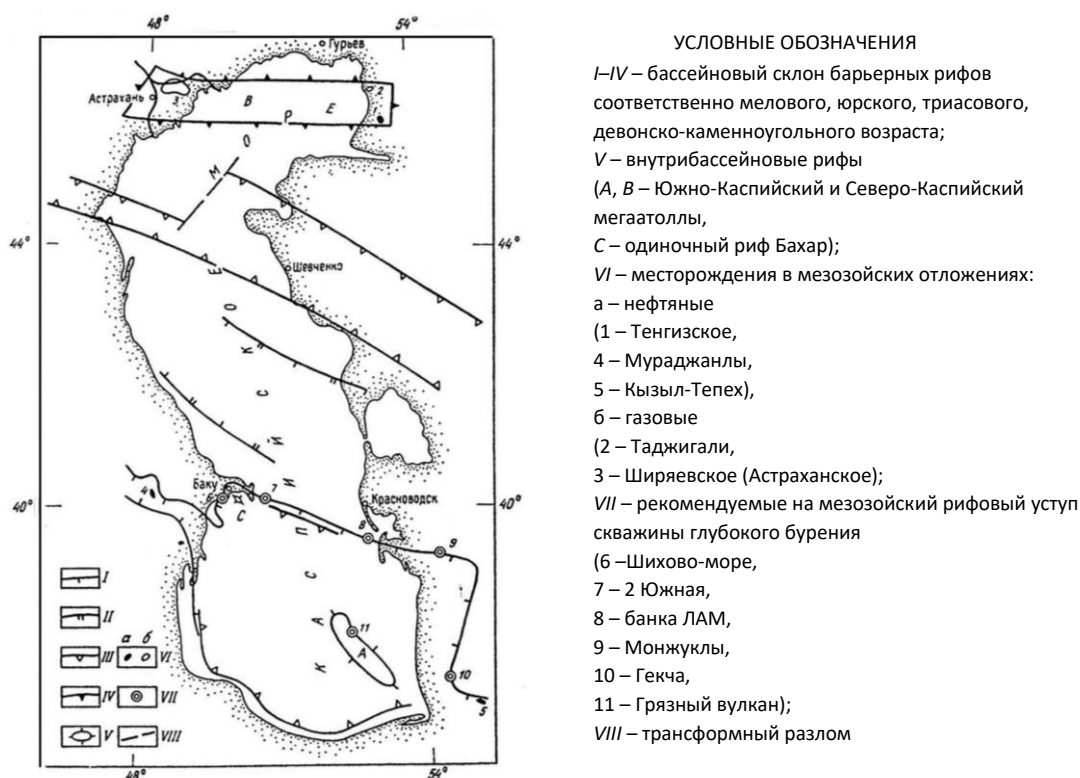 48°
54°
Гурьев
Астрахань
3
В
Е
2
1
Р
О
М
44°
44°
Шевченко
Е
О
К
С
Й
И
Баку
40°
4
6
7
С
Красноводск
40°
П
8
9
С
А
К
11
А
10
5
I
II
III
а б
VI
IV
VII
V
VIII
48°
54°
УСЛОВНЫЕ ОБОЗНАЧЕНИЯ
I–IV – бассейновый склон барьерных рифов
соответственно мелового, юрского, триасового,
девонско-каменноугольного возраста;
V – внутрибассейновые рифы
(А, В – Южно-Каспийский и Северо-Каспийский
мегаатоллы,
С – одиночный риф Бахар);
VI – месторождения в мезозойских отложениях:
а – нефтяные
(1 – Тенгизское,
4 – Мураджанлы,
5 – Кызыл-Тепех),
б – газовые
(2 – Таджигали,
3 – Ширяевское (Астраханское);
VII – рекомендуемые на мезозойский рифовый уступ
скважины глубокого бурения
(6 –Шихово-море,
7 – 2 Южная,
8 – банка ЛАМ,
9 – Монжуклы,
10 – Гекча,
11 – Грязный вулкан);
VIII – трансформный разлом